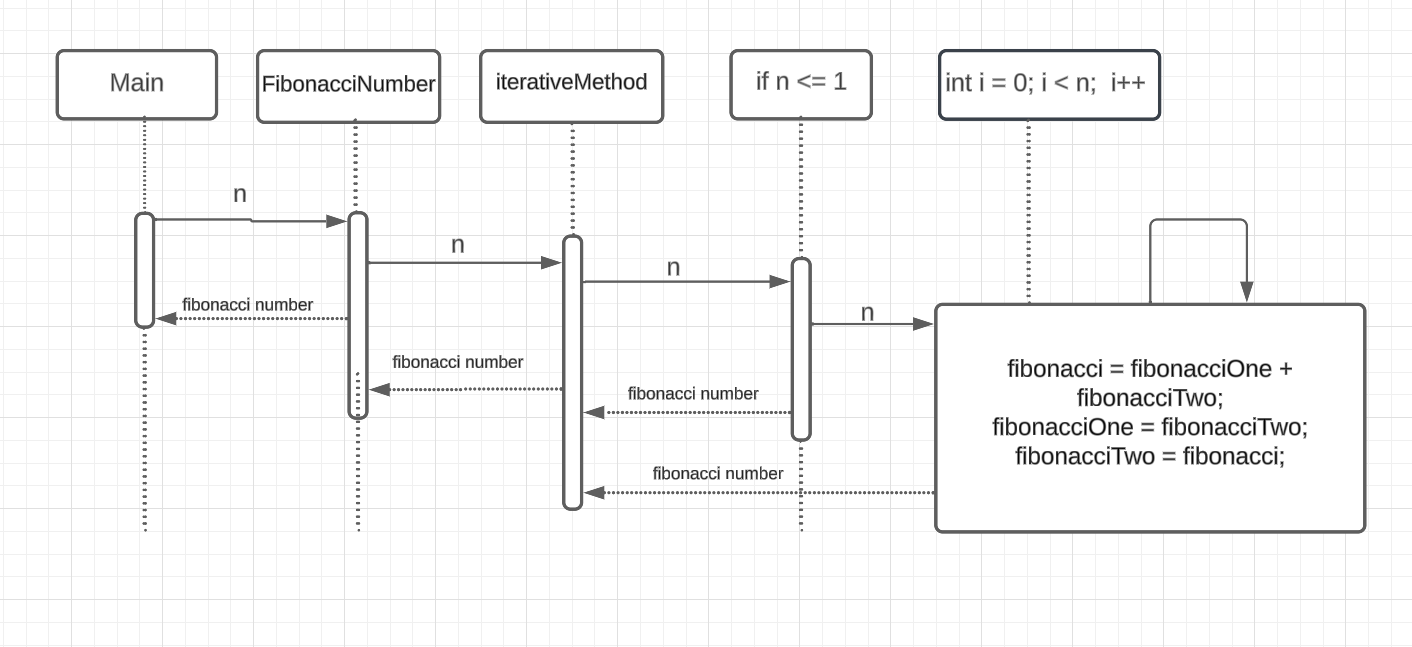 Main
FibonacciNumber
iterativeMethod
if n <= 1
int i = 0; i < n;  i++
n
n
n
n
fibonacci number
fibonacci number
fibonacci number
fibonacci number
fibonacci = fibonacciOne +
fibonacciTwo;
fibonacciOne = fibonacciTwo;
fibonacciTwo = fibonacci;